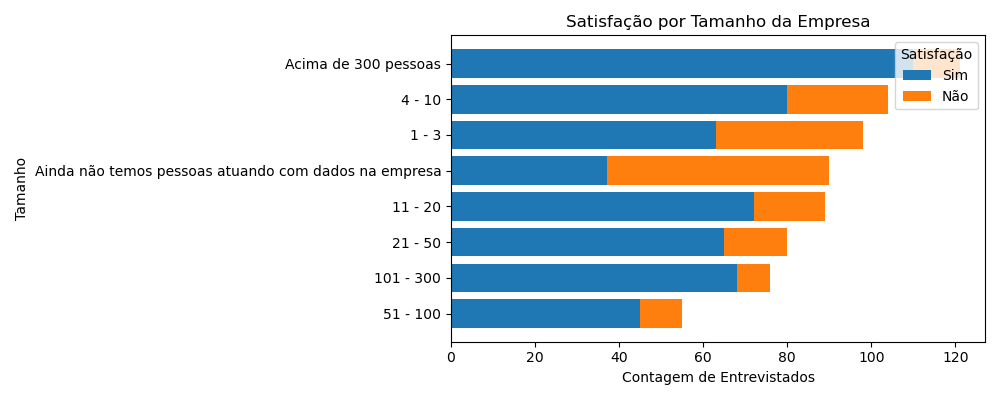 Satisfação por Tamanho da Empresa
Tamanho
Acima de 300 pessoas
4 - 10
1 - 3
Ainda não temos pessoas atuando com dados na empresa
11 - 20
21 - 50
101 - 300
51 - 100
0 20 40 60 80 100 120
Contagem de Entrevistados
Satisfação
Sim
Não